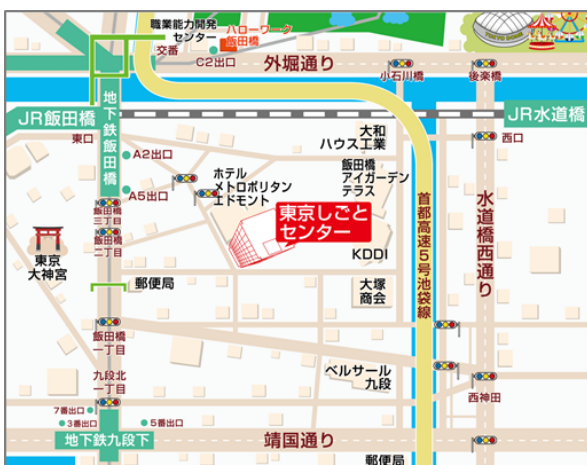 職業能力開発
センター
ハローワーク
飯田橋
交番
C2出口
TOKYO DOME
外堀通り
小石川橋
後楽橋
JR飯田橋
JR水道橋
東口
西口
地下鉄飯田橋
A2出口
A5出口
大和
ハウス工業
ホテル
メトロポリタン
エドモント
飯田橋
アイガーデン
テラス
飯田橋
三丁目
飯田橋
二丁目
東京しごと
センター
東京
大神宮
KDDI
首都高速5号池袋線
水道橋西通り
郵便局
大塚
商会
飯田橋
一丁目
ベルサール
九段
九段北
一丁目
西神田
7番出口
3番出口
5番出口
地下鉄九段下
靖国通り
郵便局